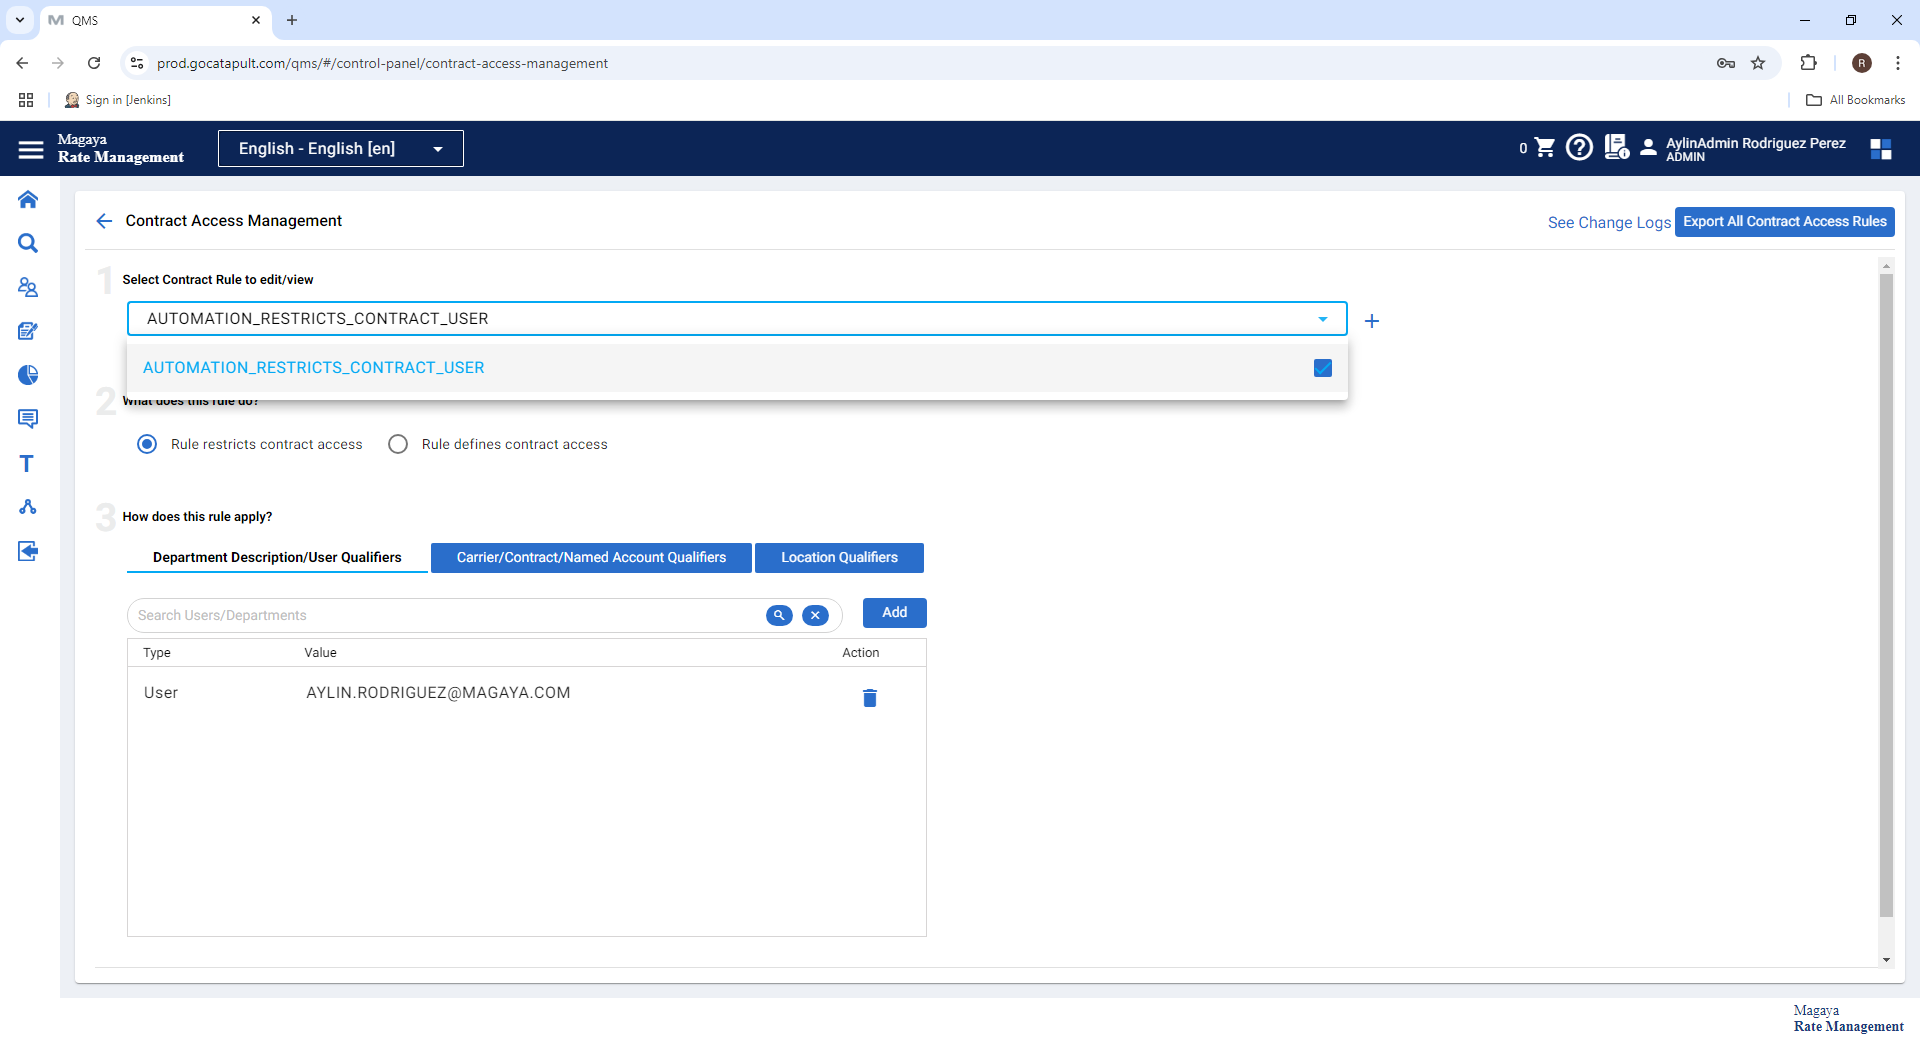 QMS
prod.gocatapult.com/qms/#/control-panel/contract-access-management
R
Sign in [Jenkins]
All Bookmarks
Magaya
Rate Management
English - English [en]
0
AylinAdmin Rodriguez Perez
ADMIN
Contract Access Management
See Change Logs
Export All Contract Access Rules
1
Select Contract Rule to edit/view
AUTOMATION_RESTRICTS_CONTRACT_USER
AUTOMATION_RESTRICTS_CONTRACT_USER
2
What does this rule do?
Rule restricts contract access
Rule defines contract access
3
How does this rule apply?
Department Description/User Qualifiers
Carrier/Contract/Named Account Qualifiers
Location Qualifiers
Search Users/Departments
Add
Type
Value
Action
User
AYLIN.RODRIGUEZ@MAGAYA.COM
Magaya
Rate Management